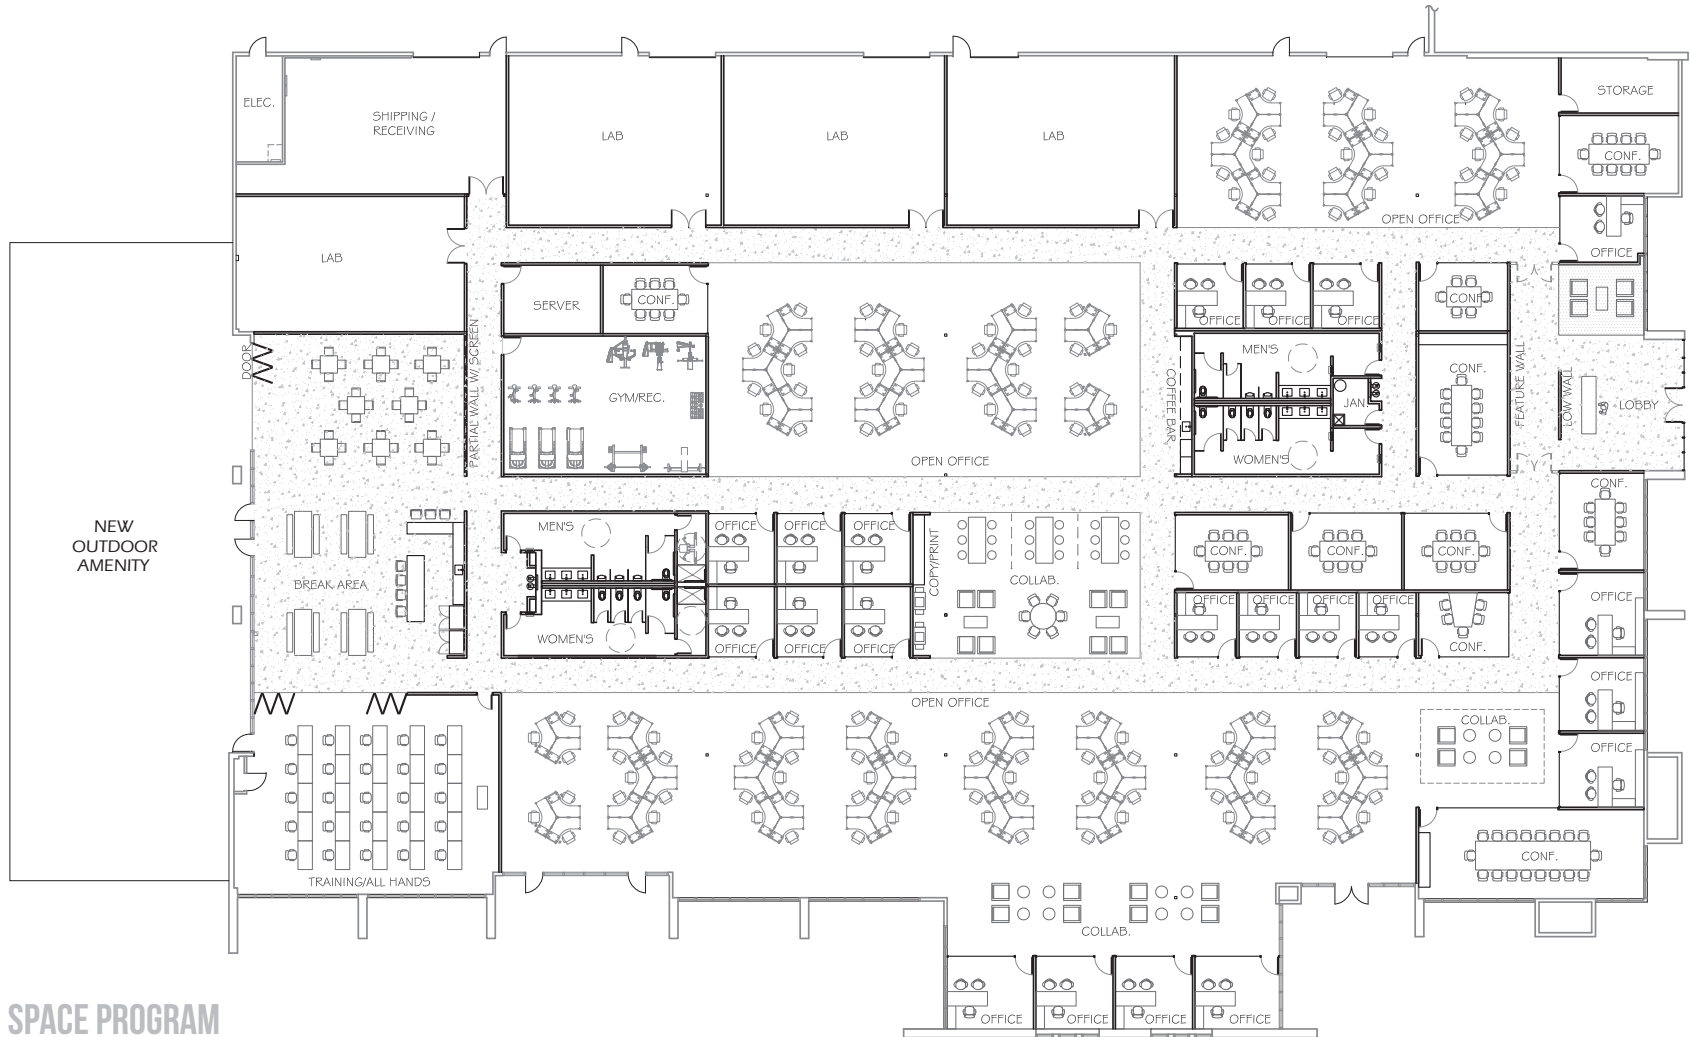 ELEC.
SHIPPING /
RECEIVING
LAB
LAB
LAB
STORAGE
CONF.
OPEN OFFICE
OFFICE
LAB
SERVER
CONF.
OFFICE
OFFICE
OFFICE
CONF.
DOOR
PARTIAL WALL W/ SCREEN
GYM/REC.
OPEN OFFICE
COFFEE BAR
MEN'S
JAN.
WOMEN'S
CONF.
FEATURE WALL
LOW WALL
LOBBY
NEW
OUTDOOR
AMENITY
BREAK AREA
MEN'S
WOMEN'S
OFFICE
OFFICE
OFFICE
OFFICE
OFFICE
OFFICE
COPY/PRINT
COLLAB.
CONF.
CONF.
CONF.
CONF.
OFFICE
OFFICE
OFFICE
OFFICE
CONF.
OFFICE
OFFICE
OFFICE
OPEN OFFICE
COLLAB.
CONF.
TRAINING/ALL HANDS
COLLAB.
OFFICE
OFFICE
OFFICE
OFFICE
SPACE PROGRAM